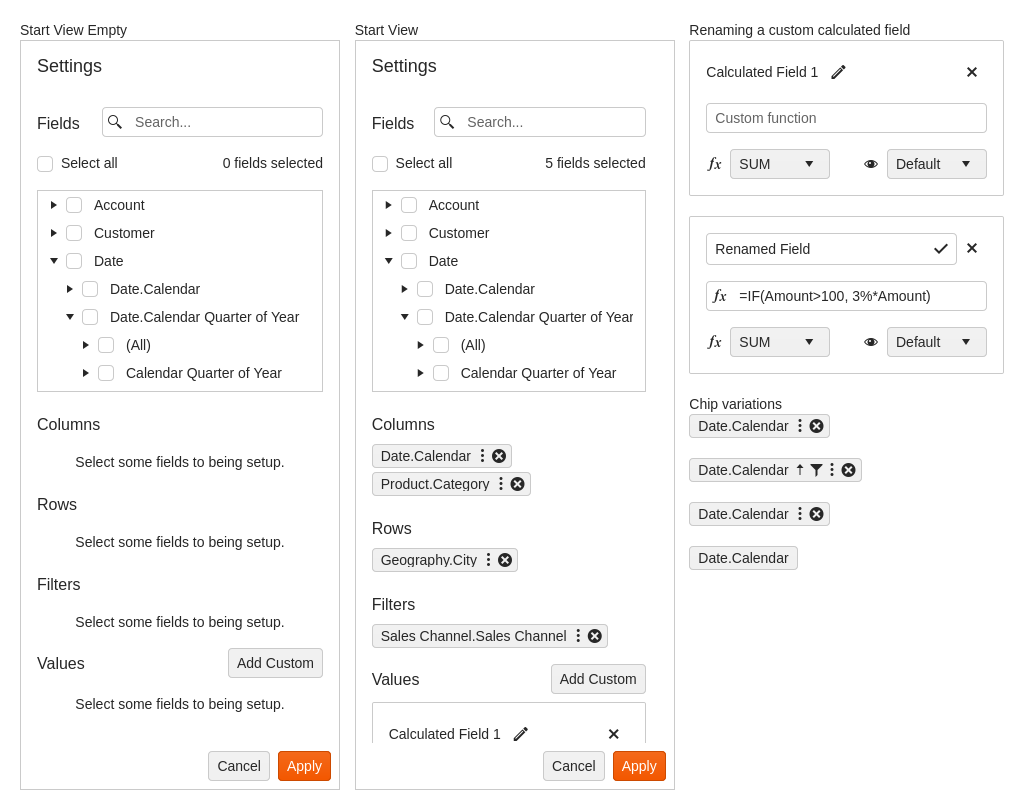 Start View Empty
Settings
Fields
Search...
Select all
0 fields selected
Account
Customer
Date
Date.Calendar
Date.Calendar Quarter of Year
(All)
Calendar Quarter of Year
Columns
Select some fields to being setup.
Rows
Select some fields to being setup.
Filters
Select some fields to being setup.
Values
Add Custom
Select some fields to being setup.
Cancel
Apply
Start View
Settings
Fields
Search...
Select all
5 fields selected
Account
Customer
Date
Date.Calendar
Date.Calendar Quarter of Year
(All)
Calendar Quarter of Year
Columns
Date.Calendar
Product.Category
Rows
Geography.City
Filters
Sales Channel.Sales Channel
Values
Add Custom
Calculated Field 1
Cancel
Apply
Renaming a custom calculated field
Calculated Field 1
Custom function
fx SUM
Default
Renamed Field
fx =IF(Amount>100, 3%*Amount)
fx SUM
Default
Chip variations
Date.Calendar
Date.Calendar
Date.Calendar
Date.Calendar